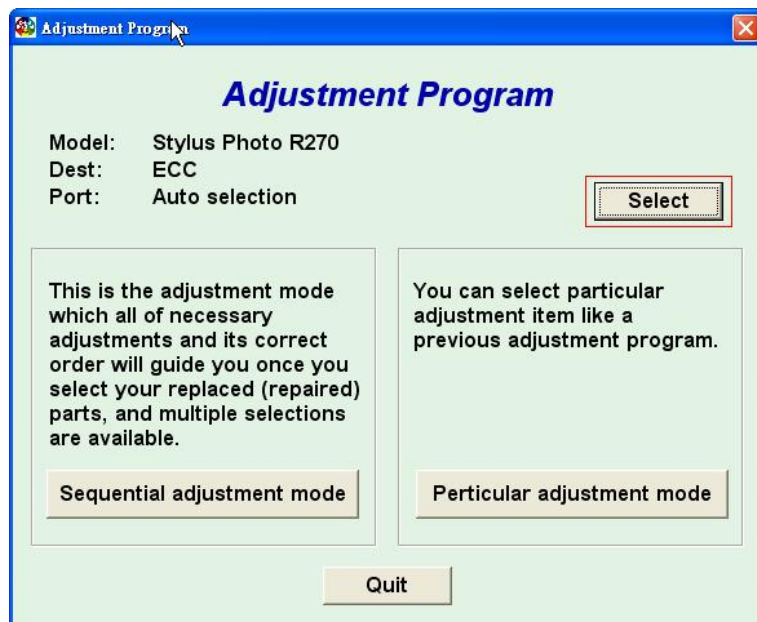 Adjustment Program
Adjustment Program
Model: Stylus Photo R270
Dest: ECC
Port: Auto selection
Select
This is the adjustment mode
which all of necessary
adjustments and its correct
order will guide you once you
select your replaced (repaired)
parts, and multiple selections
are available.
Sequential adjustment mode
You can select particular
adjustment item like a
previous adjustment program.
Perticular adjustment mode
Quit